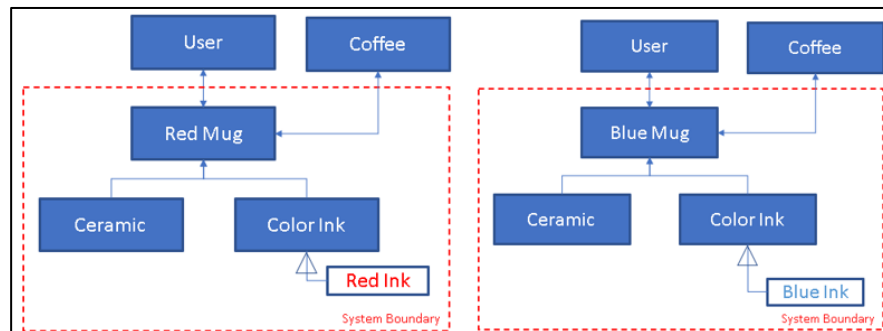 User
Coffee
Red Mug
Ceramic
Color Ink
Red Ink
System Boundary
User
Coffee
Blue Mug
Ceramic
Color Ink
Blue Ink
System Boundary